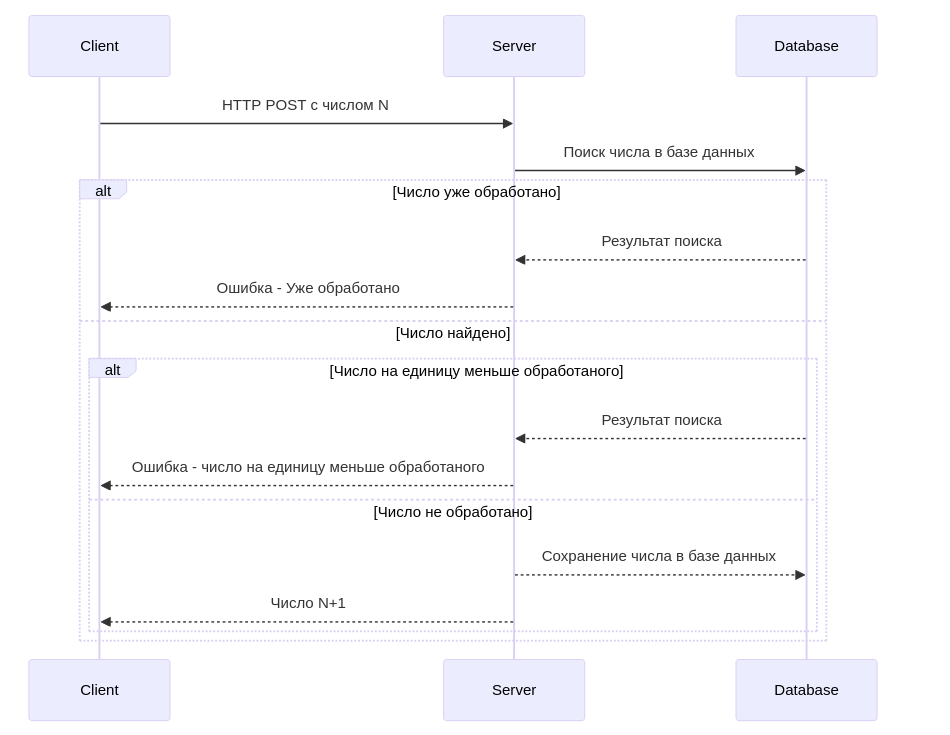 Client
Server
Database
HTTP POST с числом N
Поиск числа в базе данных
alt
[Число уже обработано]
Результат поиска
Ошибка - Уже обработано
[Число найдено]
alt
[Число на единицу меньше обработаного]
Результат поиска
Ошибка - число на единицу меньше обработаного
[Число не обработано]
Сохранение числа в базе данных
Число N+1
Client
Server
Database